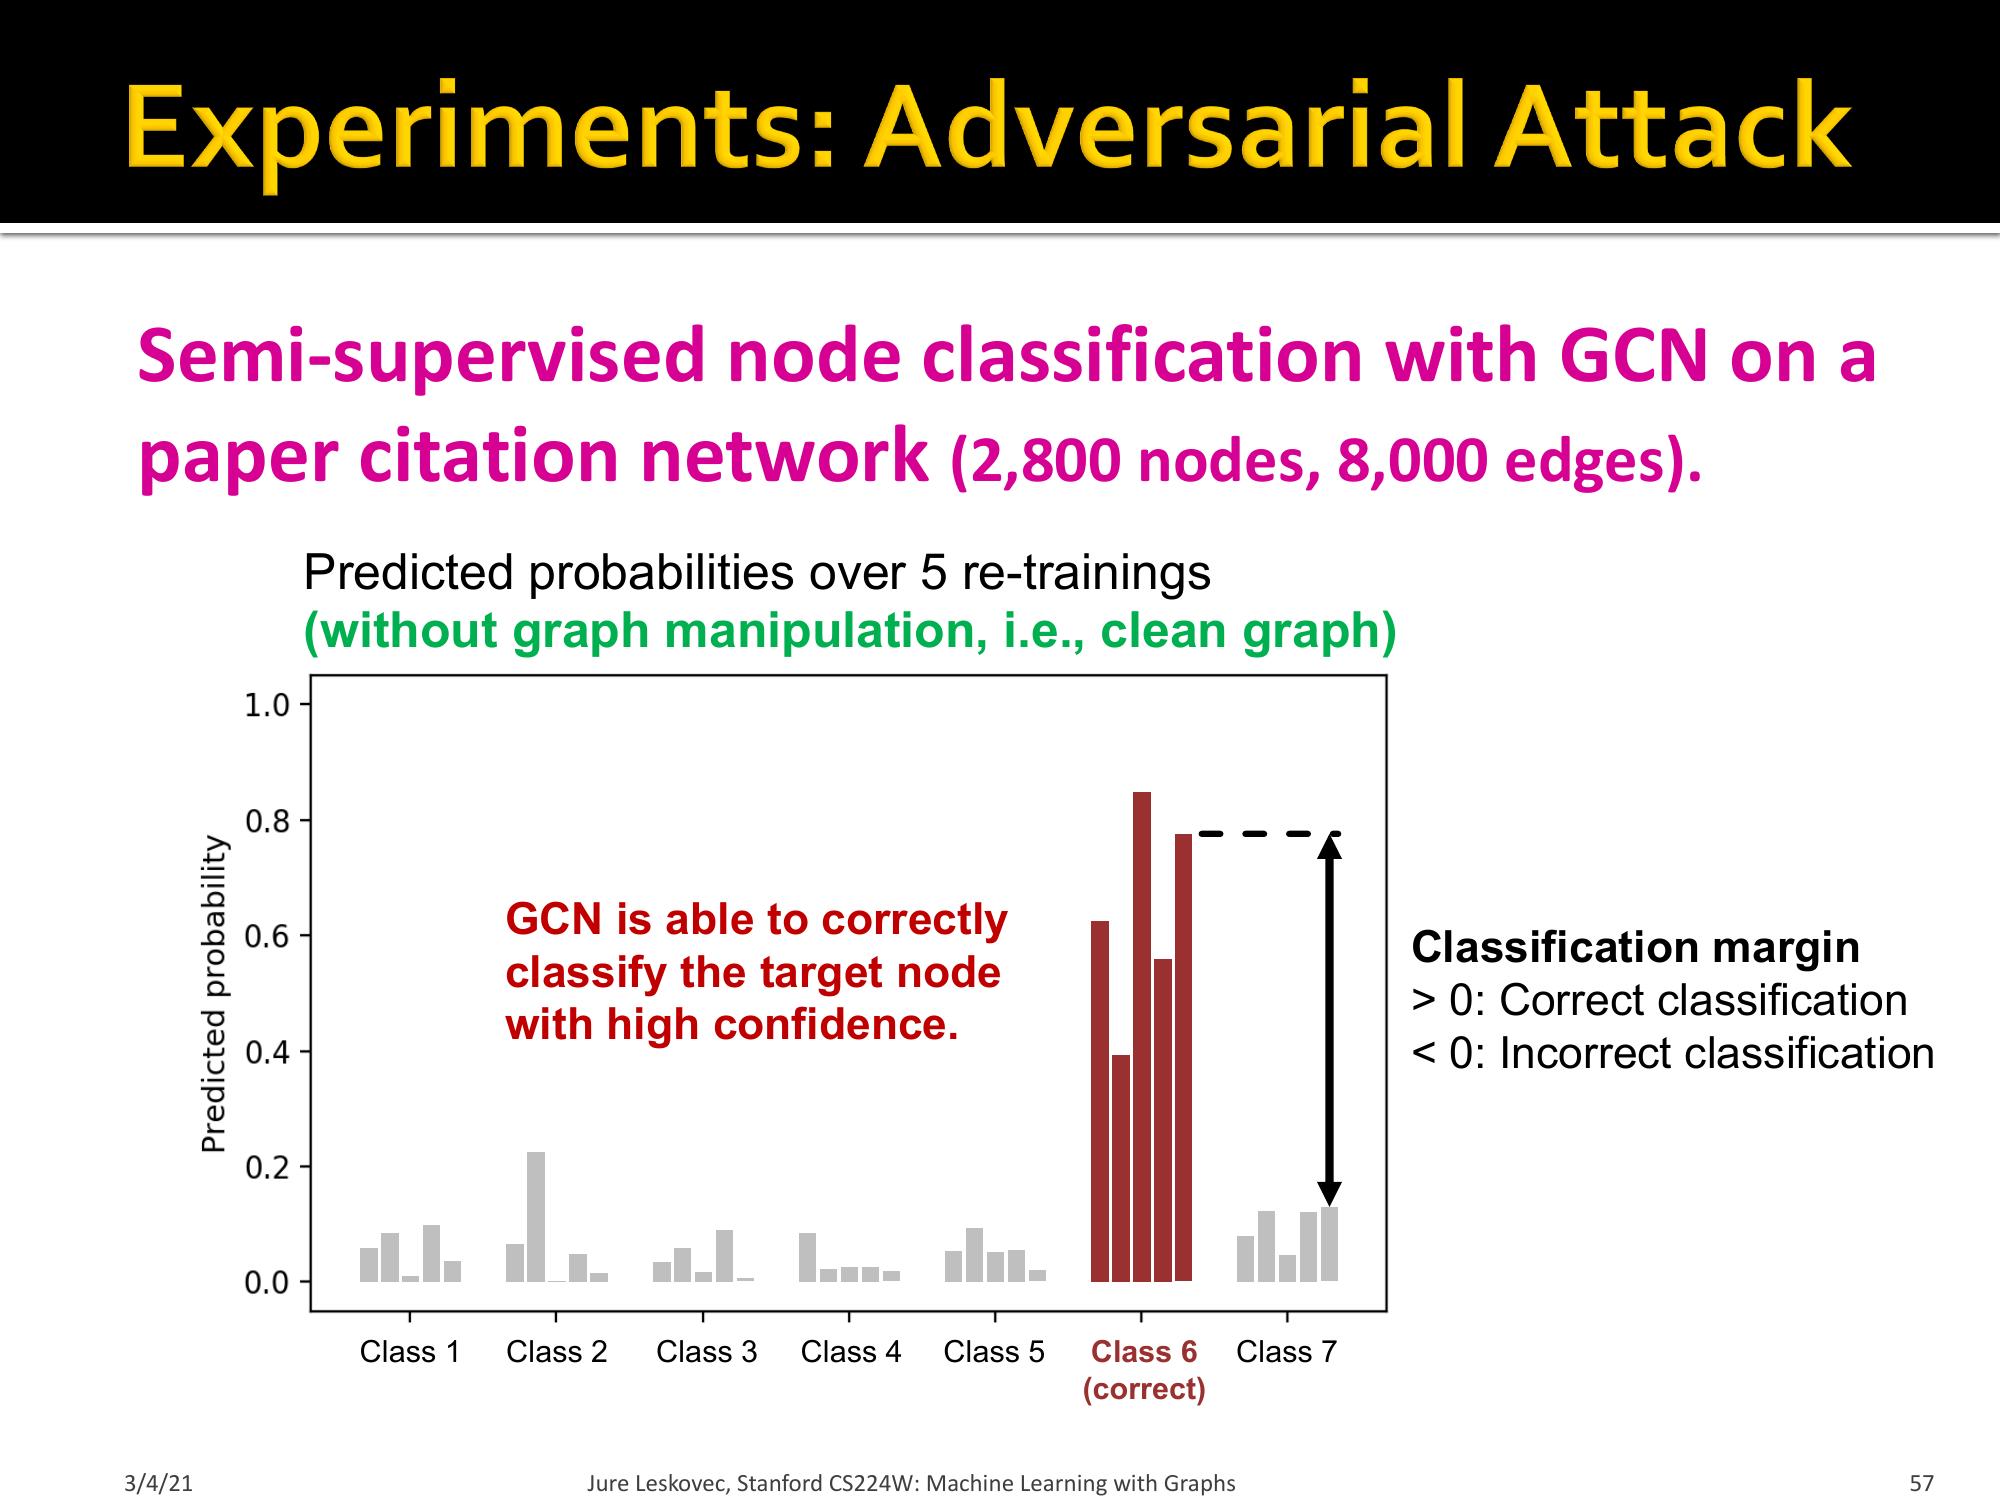 Experiments: Adversarial Attack
Semi-supervised node classification with GCN on a
paper citation network (2,800 nodes, 8,000 edges).
Predicted probabilities over 5 re-trainings
(without graph manipulation, i.e., clean graph)
1.0
0.8
0.6
0.4
0.2
0.0
Predicted probability
GCN is able to correctly
classify the target node
with high confidence.
Classification margin
> 0: Correct classification
< 0: Incorrect classification
Class 1 Class 2 Class 3 Class 4 Class 5 Class 6 Class 7
(correct)
3/4/21 Jure Leskovec, Stanford CS224W: Machine Learning with Graphs 57